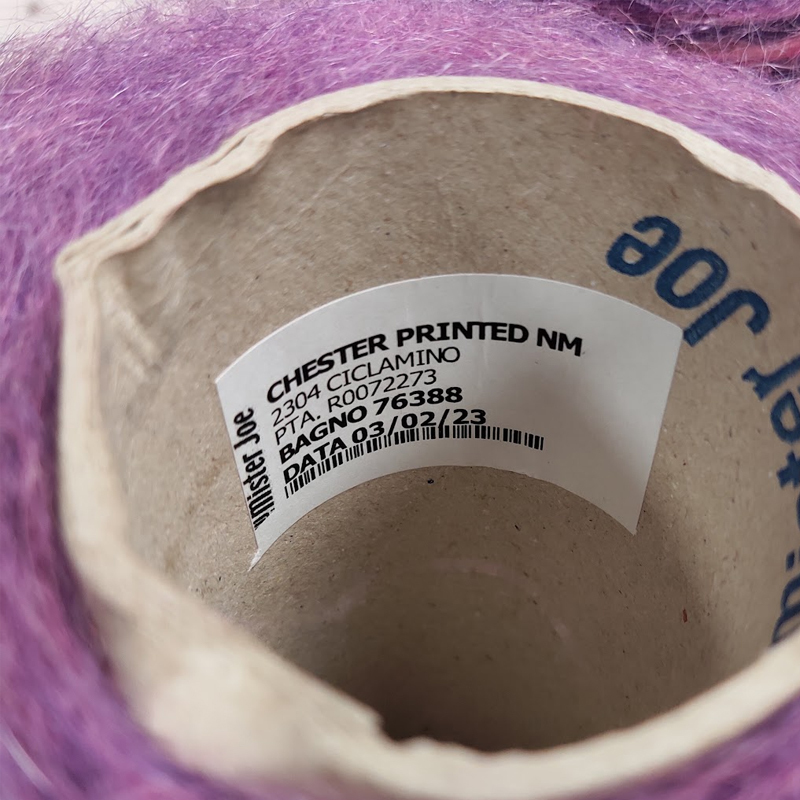 CHESTER PRINTED NM
2304 CICLAMINO
PTA. R0072273
BAGNO 76388
DATA 03/02/23
mister Joe
mister Joe